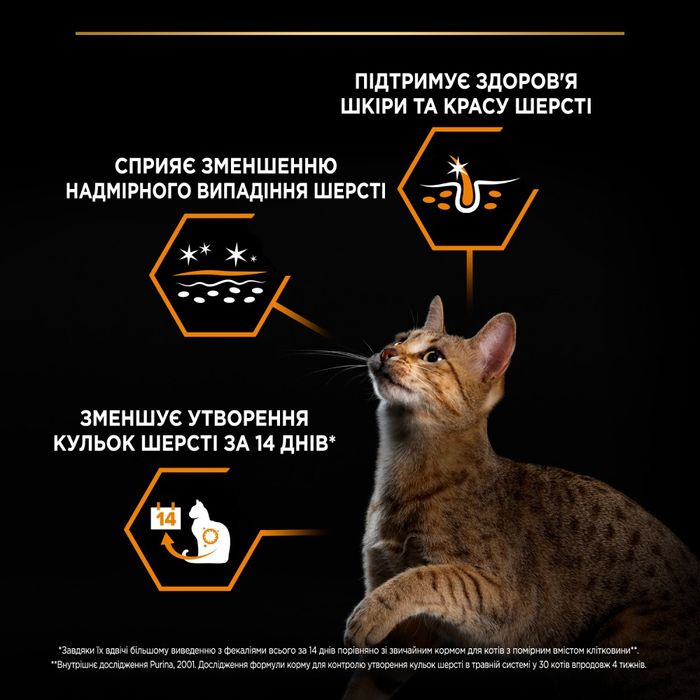 ПІДТРИМУЄ ЗДОРОВ'Я
ШКІРИ ТА КРАСУ ШЕРСТІ
СПРИЯЄ ЗМЕНШЕННЮ
НАДМІРНОГО ВИПАДІННЯ ШЕРСТІ
ЗМЕНШУЄ УТВОРЕННЯ
КУЛЬОК ШЕРСТІ ЗА 14 ДНІВ*
14
*Завдяки їх вдвічі більшому виведенню з фекаліями всього за 14 днів порівняно зі звичайним кормом для котів з помірним вмістом клітковини**.
**Внутрішнє дослідження Purina, 2001. Дослідження формули корму для контролю утворення кульок шерсті в травній системі у 30 котів впродовж 4 тижнів.